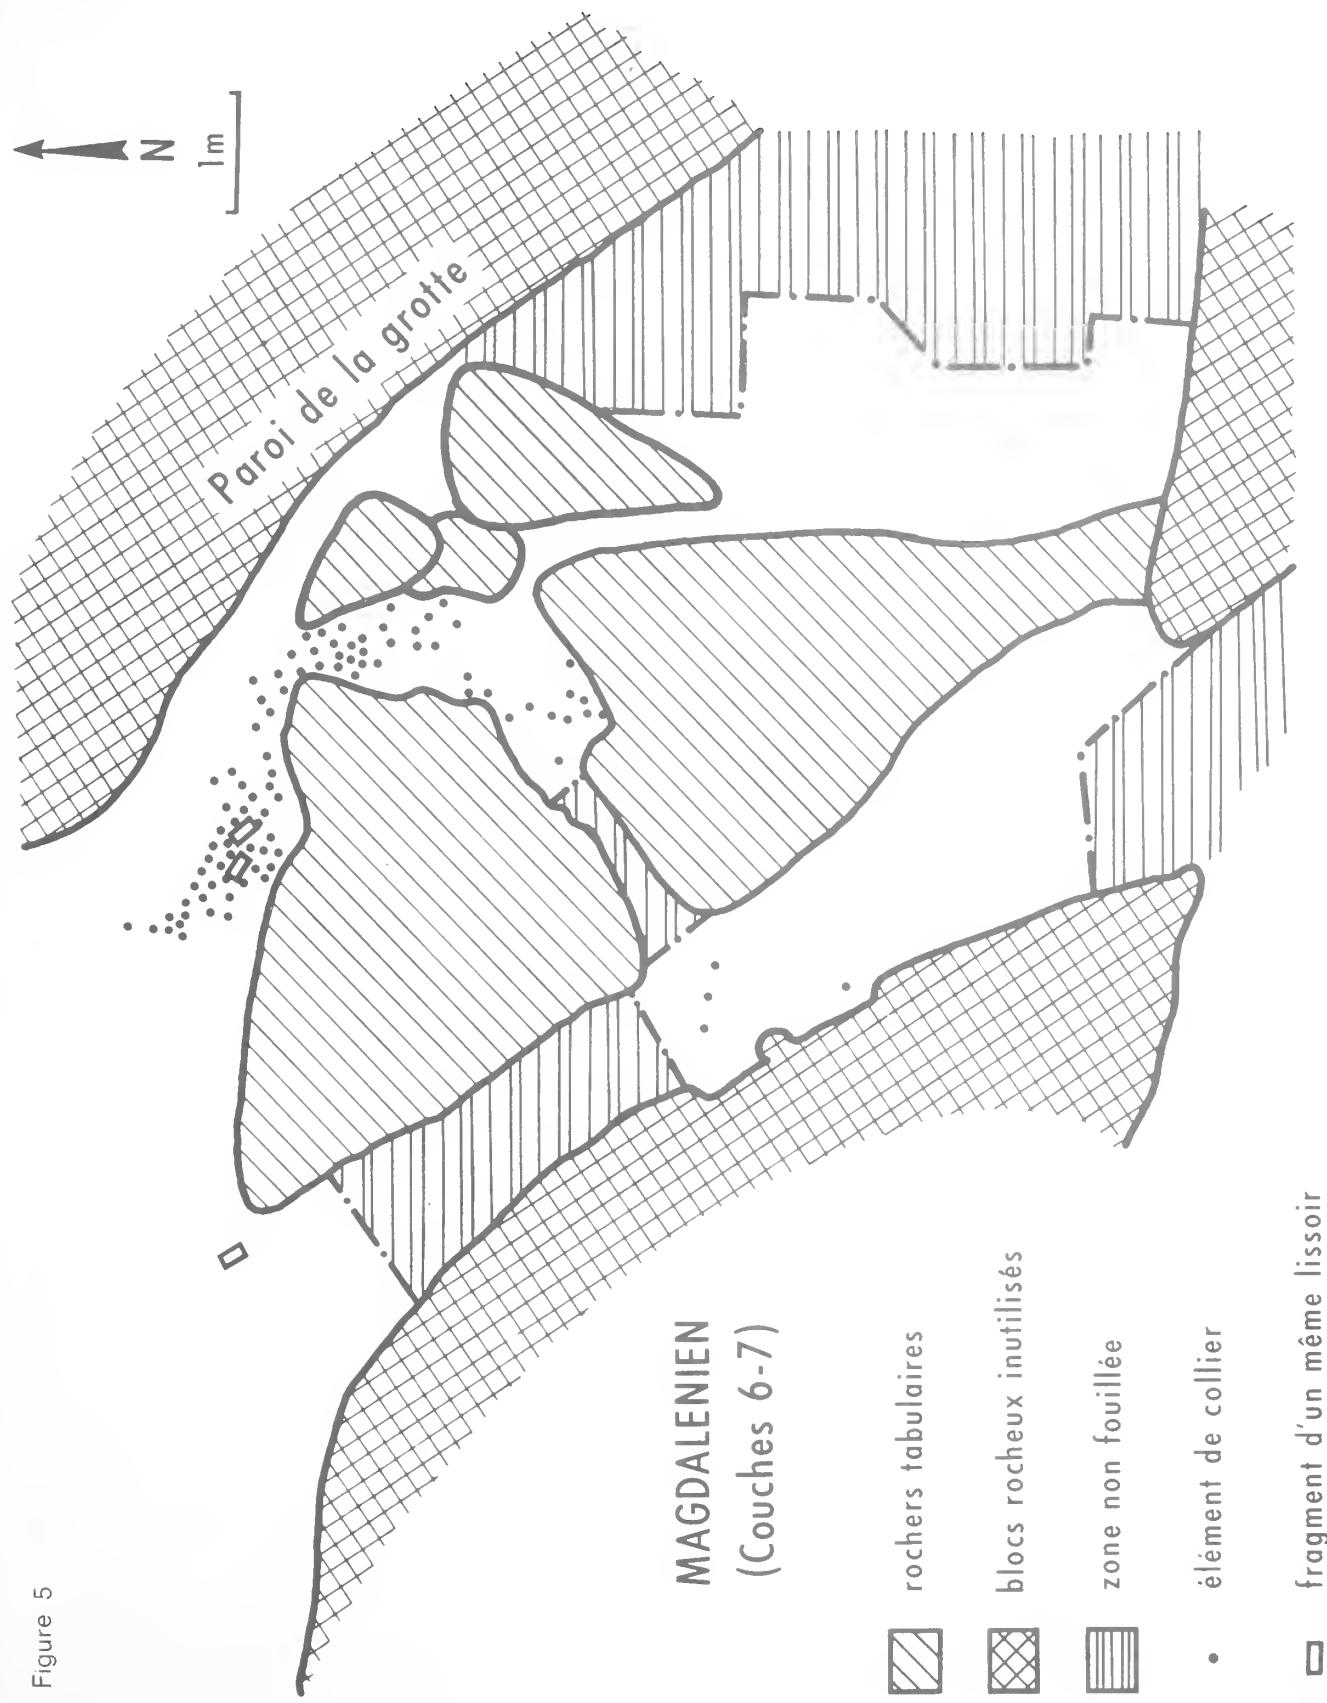 Figure 5
N
1m
Paroi de la grotte
MAGDALENIEN
(Couches 6-7)
rochers tabulaires
blocs rocheux inutilisés
zone non fouillée
élément de collier
fragment d'un même lissoir